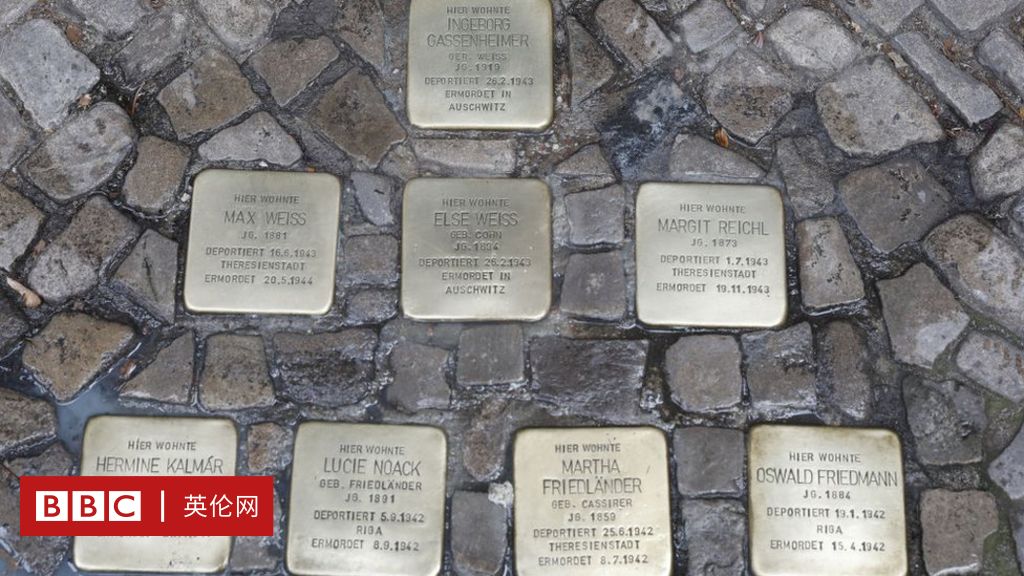 HIER WOHNTE
INGEBORG
GASSENHEIMER
GEB. WEISS
JG. 1919
DEPORTIERT 26.2.1943
ERMORDET IN
AUSCHWITZ
HIER WOHNTE
MAX WEISS
JG. 1881
DEPORTIERT 16.6.1943
THERESIENSTADT
ERMORDET 20.5.1944
HIER WOHNTE
ELSE WEISS
GEB. COHN
JG. 1894
DEPORTIERT 26.2.1943
ERMORDET IN
AUSCHWITZ
HIER WOHNTE
MARGIT REICHL
JG. 1873
DEPORTIERT 1.7.1943
THERESIENSTADT
ERMORDET 19.11.1943
HIER WOHNTE
HERMINE KALMÁR
HIER WOHNTE
LUCIE NOACK
GEB. FRIEDLÄNDER
JG. 1891
DEPORTIERT 5.9.1942
RIGA
ERMORDET 8.9.1942
HIER WOHNTE
MARTHA
FRIEDLÄNDER
GEB. CASSIRER
JG. 1859
DEPORTIERT 25.6.1942
THERESIENSTADT
ERMORDET 8.7.1942
HIER WOHNTE
OSWALD FRIEDMANN
JG. 1884
DEPORTIERT 19.1.1942
RIGA
ERMORDET 15.4.1942
BBC | 英伦网